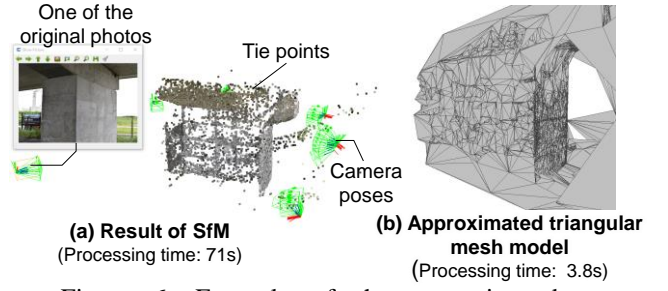 One of the
original photos
Tie points
Camera
poses
(a) Result of SfM
(Processing time: 71s)
(b) Approximated triangular
mesh model
(Processing time: 3.8s)